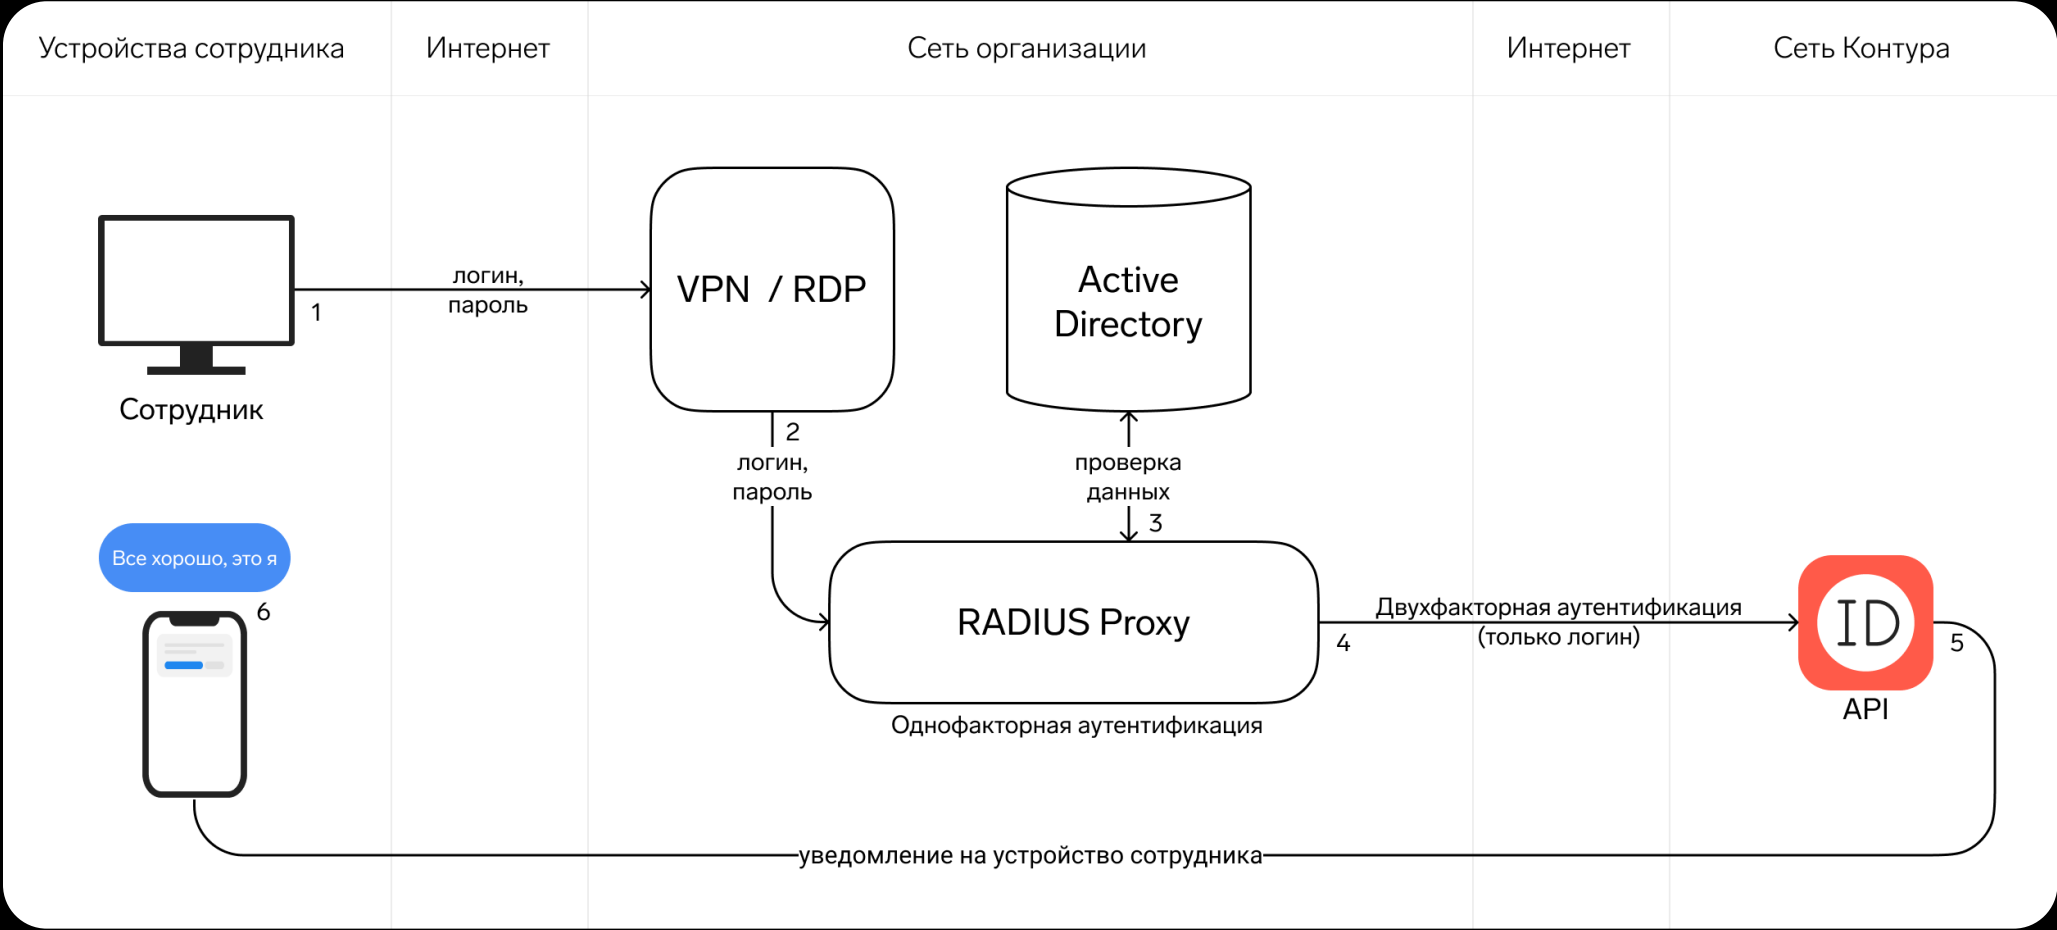 Устройства сотрудника
Интернет
Сеть организации
Интернет
Сеть Контура
логин,
пароль
1
Сотрудник
VPN / RDP
Active
Directory
2
логин,
пароль
проверка
данных
3
Все хорошо, это я
6
RADIUS Proxy
Однофакторная аутентификация
Двухфакторная аутентификация
(только логин)
4
ID
API
5
уведомление на устройство сотрудника